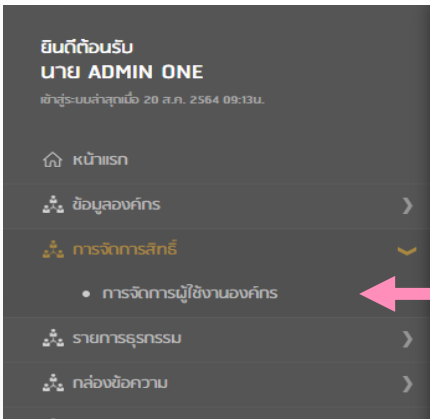 ยินดีต้อนรับ
นาย ADMIN ONE
เข้าสู่ระบบล่าสุดเมื่อ 20 ส.ค. 2564 09:13น.
หน้าแรก
ข้อมูลองค์กร
การจัดการสิทธิ์
การจัดการผู้ใช้งานองค์กร
รายการธุรกรรม
กล่องข้อความ